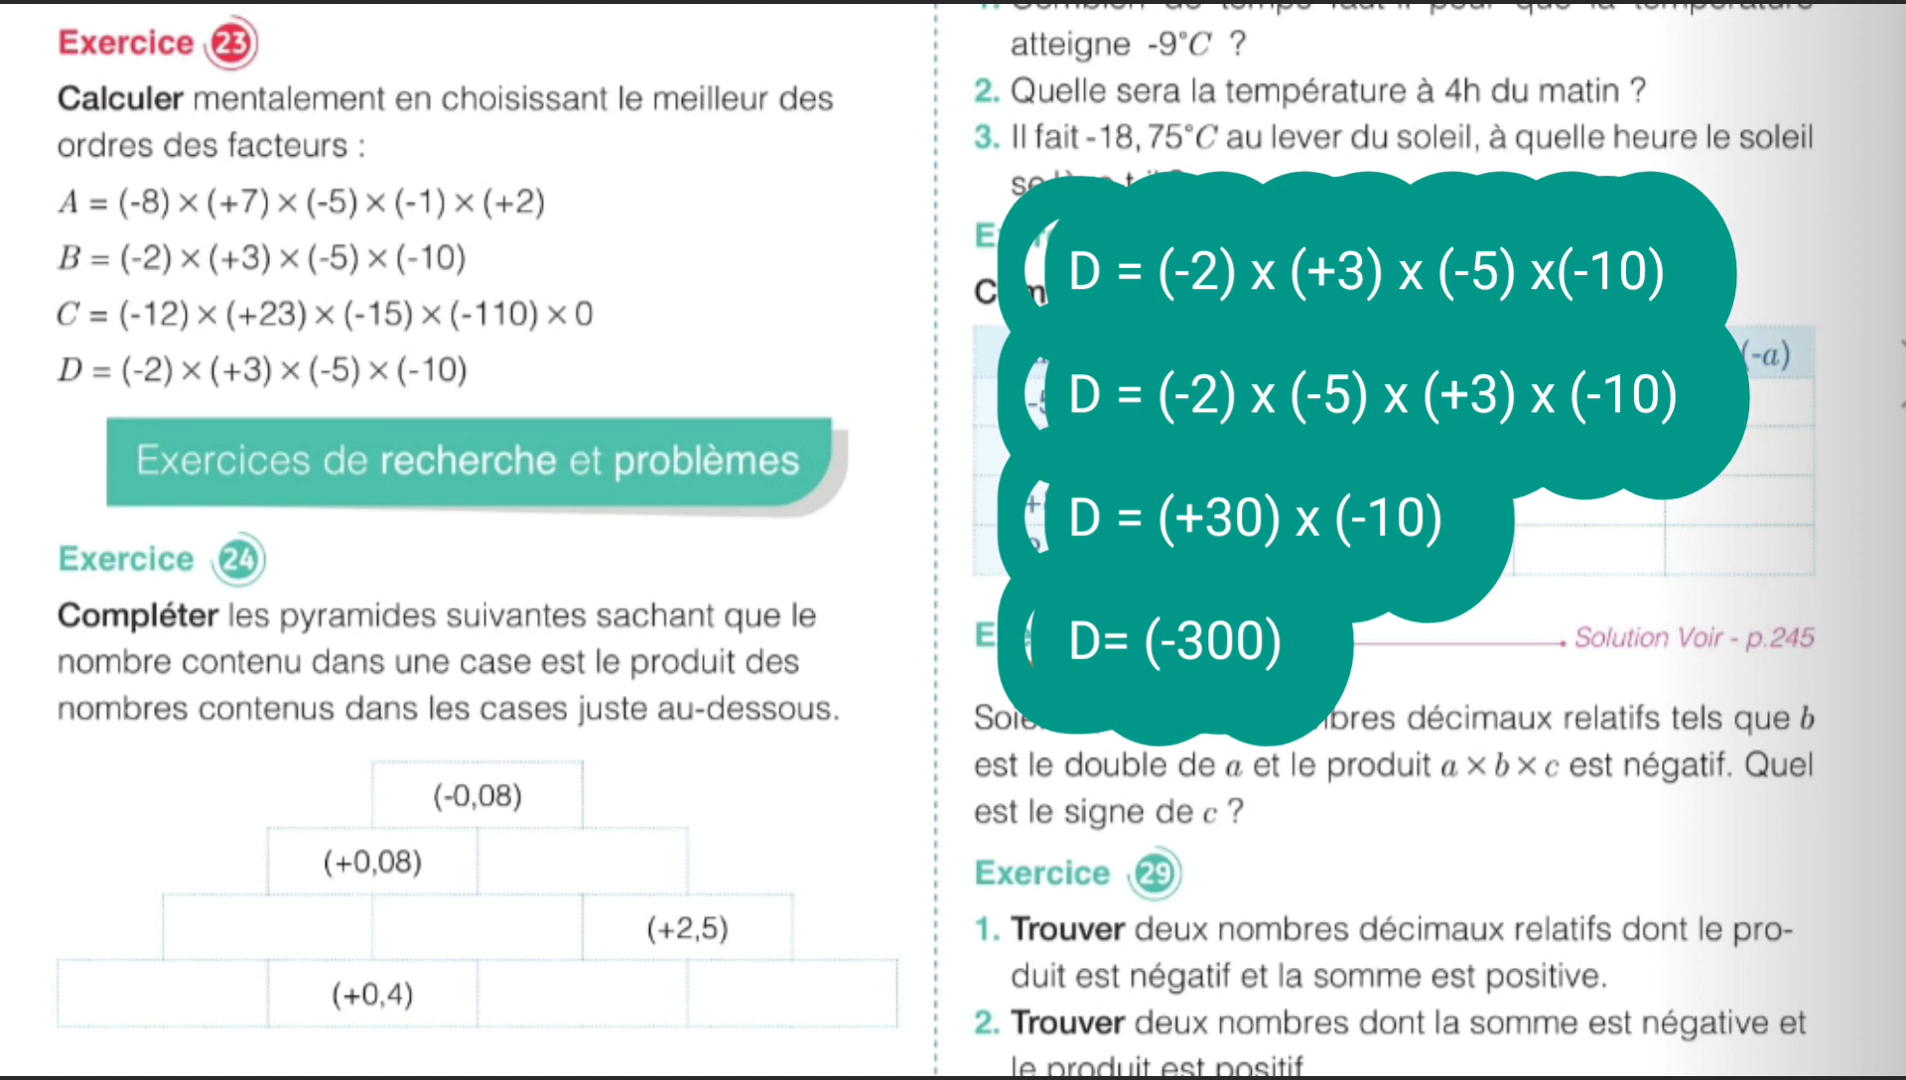 Exercice 23
Calculer mentalement en choisissant le meilleur des
ordres des facteurs :
A = (-8) × (+7) × (-5) × (-1) × (+2)
B = (-2) × (+3) × (-5) × (-10)
C = (-12) × (+23) × (-15) × (-110) × 0
D = (-2) × (+3) × (-5) × (-10)
Exercices de recherche et problèmes
Exercice 24
Compléter les pyramides suivantes sachant que le
nombre contenu dans une case est le produit des
nombres contenus dans les cases juste au-dessous.
(-0,08)
(+0,08)
(+2,5)
(+0,4)
atteigne -9°C ?
2. Quelle sera la température à 4h du matin ?
3. Il fait -18,75°C au lever du soleil, à quelle heure le soleil
D = (-2) x (+3) x (-5) x(-10)
D = (-2) x (-5) x (+3) x (-10)
D = (+30) x (-10)
D= (-300)
(-a)
Solution Voir - p.245
décimaux relatifs tels que b
est le double de a et le produit a × b × c est négatif. Quel
est le signe de c ?
Exercice 29
1. Trouver deux nombres décimaux relatifs dont le pro-
duit est négatif et la somme est positive.
2. Trouver deux nombres dont la somme est négative et
le produit est positif